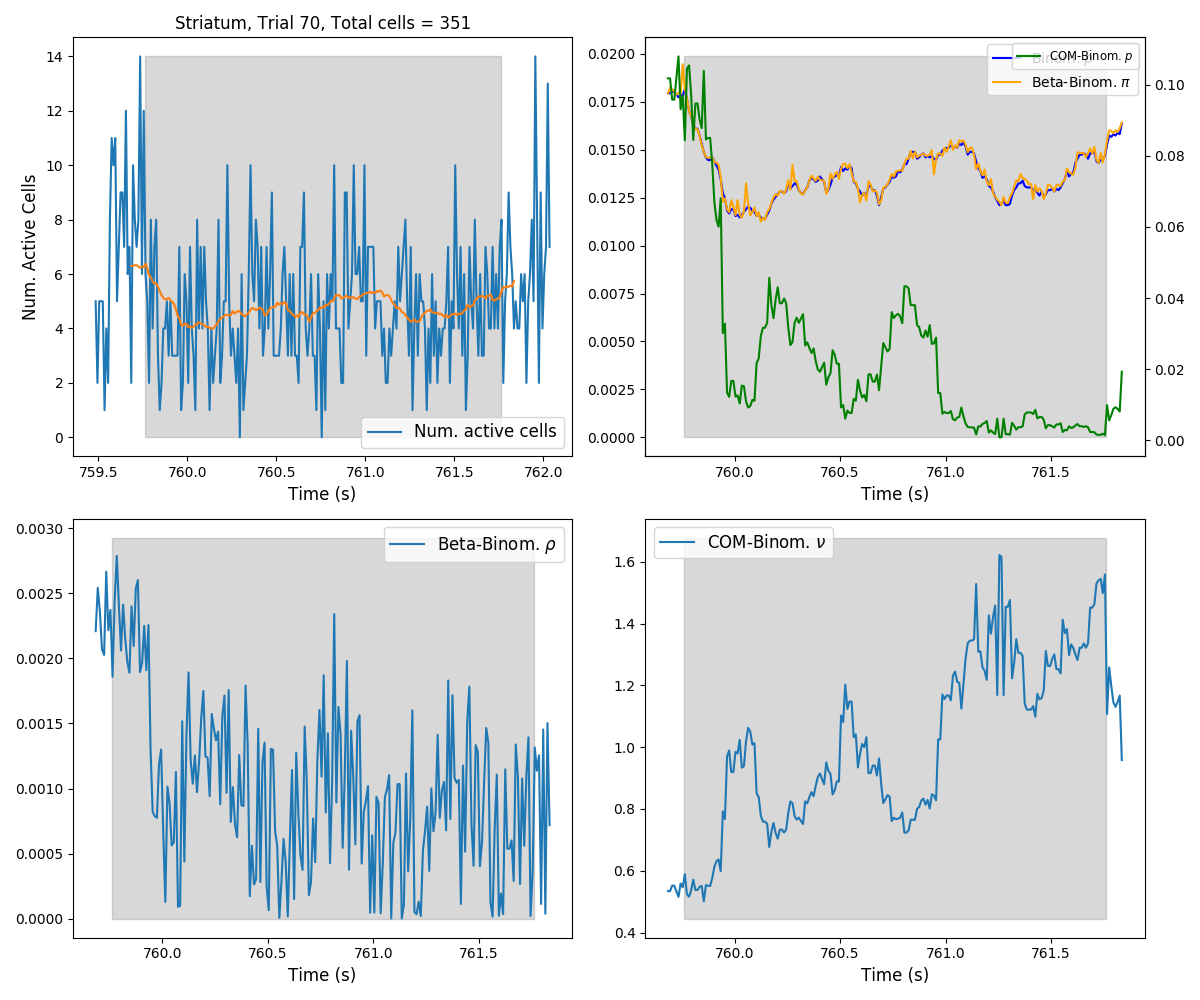 Striatum, Trial 70, Total cells = 351
14
12
10
8
6
4
2
0
Num. Active Cells
Num. active cells
759.5 760.0 760.5 761.0 761.5 762.0
Time (s)
0.0200
0.0175
0.0150
0.0125
0.0100
0.0075
0.0050
0.0025
0.0000
COM-Binom. p
Binom. p
Beta-Binom. π
0.10
0.08
0.06
0.04
0.02
0.00
760.0 760.5 761.0 761.5
Time (s)
0.0030
0.0025
0.0020
0.0015
0.0010
0.0005
0.0000
Beta-Binom. ρ
760.0 760.5 761.0 761.5
Time (s)
1.6
1.4
1.2
1.0
0.8
0.6
0.4
COM-Binom. ν
760.0 760.5 761.0 761.5
Time (s)